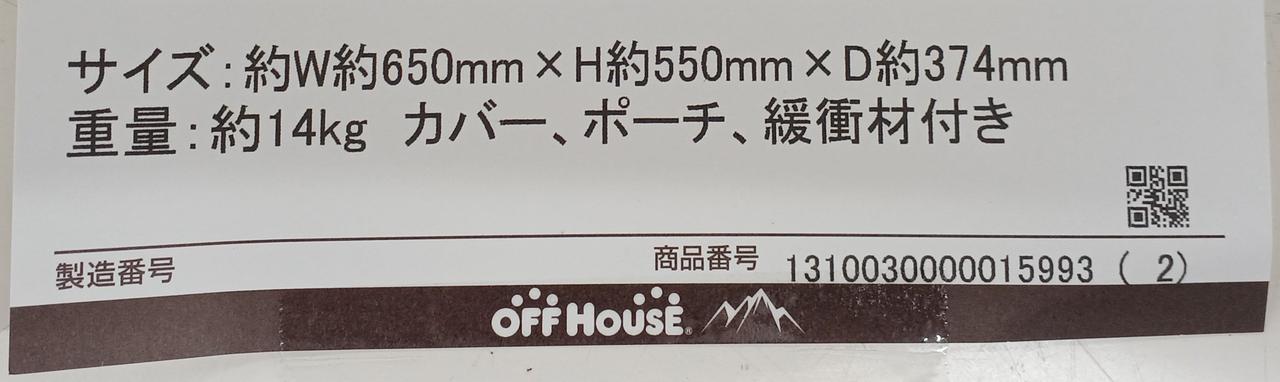 サイズ:約W約650mm×H約550mm×D約374mm
重量:約14kg カバー、ポーチ、緩衝材付き
製造番号 商品番号 1310030000015993 ( 2)
OFF HOUSE®